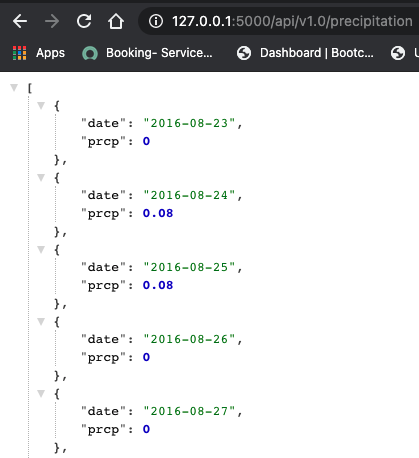 127.0.0.1:5000/api/v1.0/precipitation
Apps Booking- Service... Dashboard | Bootc...
[
{
"date": "2016-08-23",
"prcp": 0
},
{
"date": "2016-08-24",
"prcp": 0.08
},
{
"date": "2016-08-25",
"prcp": 0.08
},
{
"date": "2016-08-26",
"prcp": 0
},
{
"date": "2016-08-27",
"prcp": 0
},